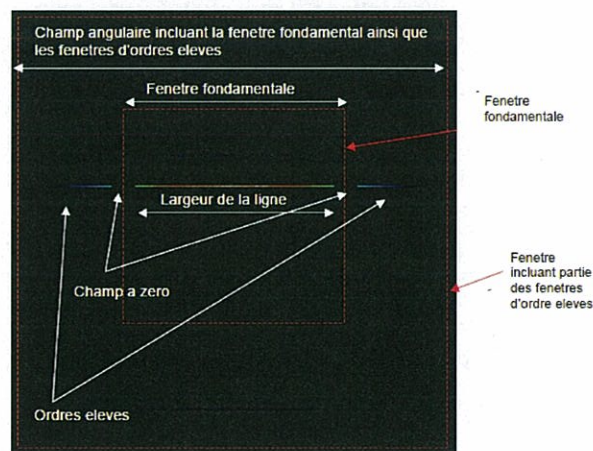 Champ angulaire incluant la fenetre fondamental ainsi que
les fenetres d'ordres eleves
Fenetre fondamentale
Fenetre
fondamentale
Largeur de la ligne
Champ a zero
Fenetre
incluant partie
des fenetres
d'ordre eleves
Ordres eleves